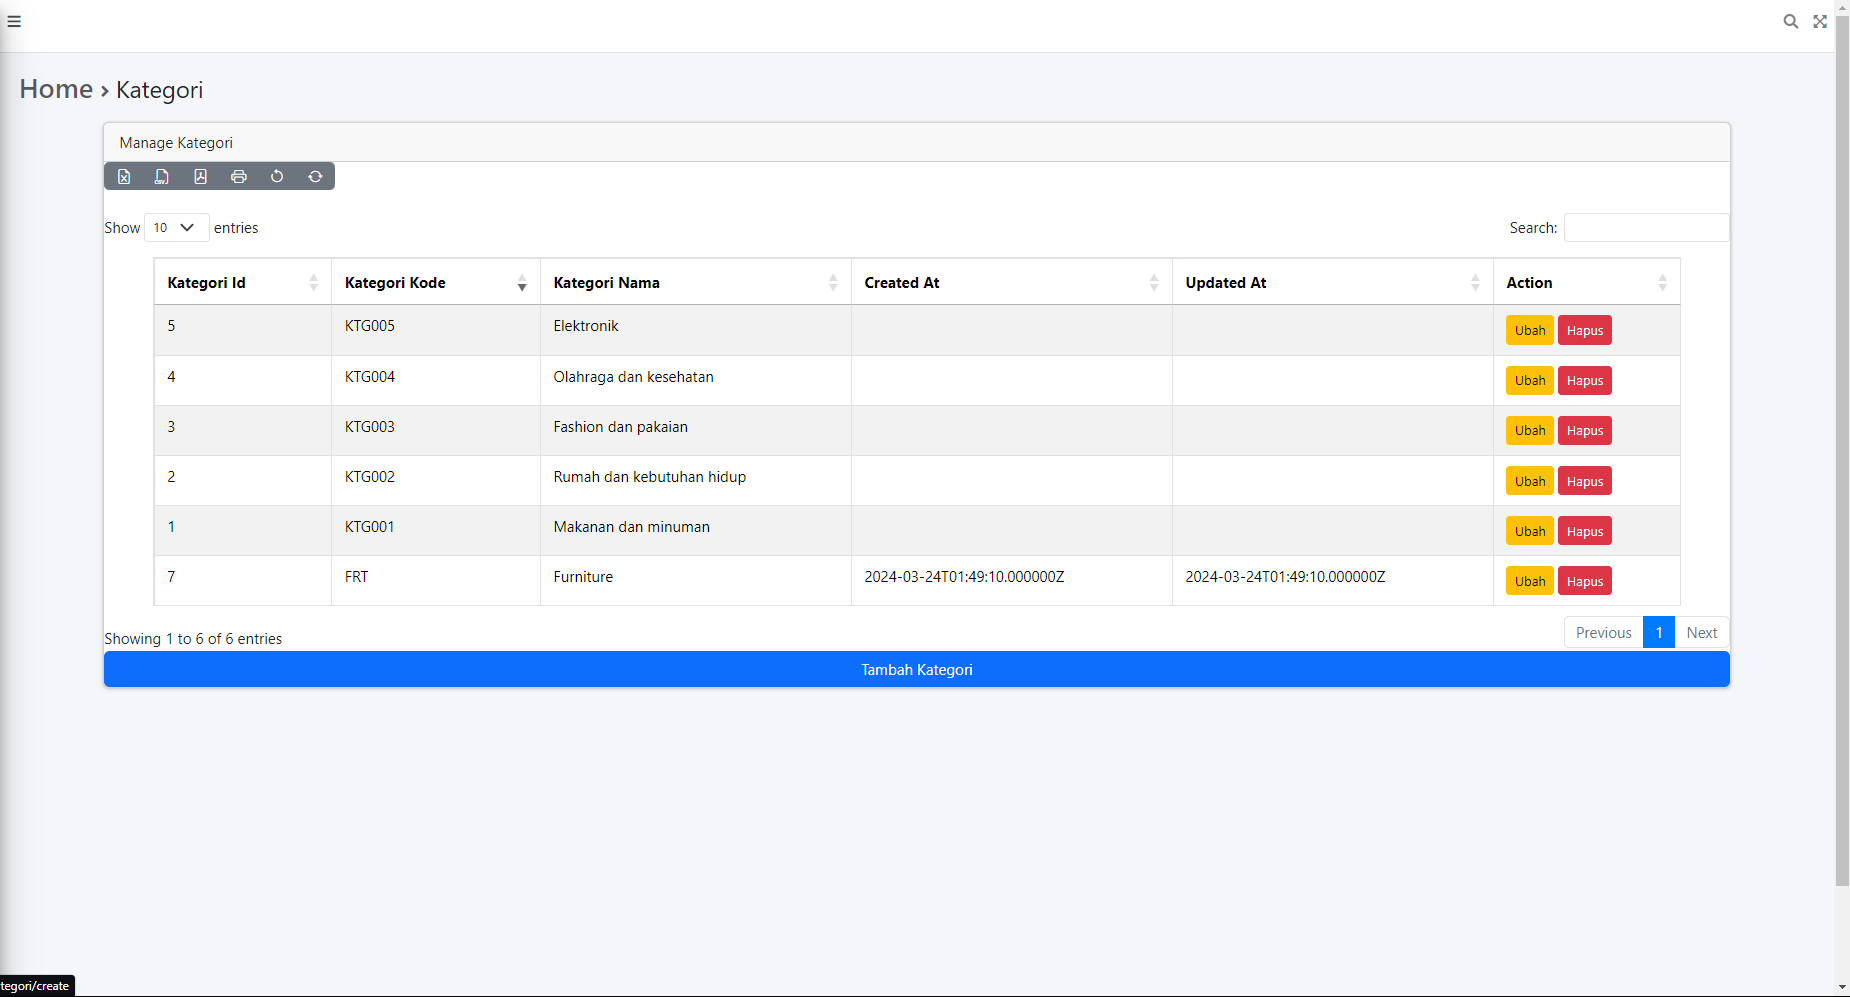 Home › Kategori
Manage Kategori
Show 10 entries Search:
Kategori Id Kategori Kode Kategori Nama Created At Updated At Action
5 KTG005 Elektronik Ubah Hapus
4 KTG004 Olahraga dan kesehatan Ubah Hapus
3 KTG003 Fashion dan pakaian Ubah Hapus
2 KTG002 Rumah dan kebutuhan hidup Ubah Hapus
1 KTG001 Makanan dan minuman Ubah Hapus
7 FRT Furniture 2024-03-24T01:49:10.000000Z 2024-03-24T01:49:10.000000Z Ubah Hapus
Showing 1 to 6 of 6 entries Previous 1 Next
Tambah Kategori
tegori/create